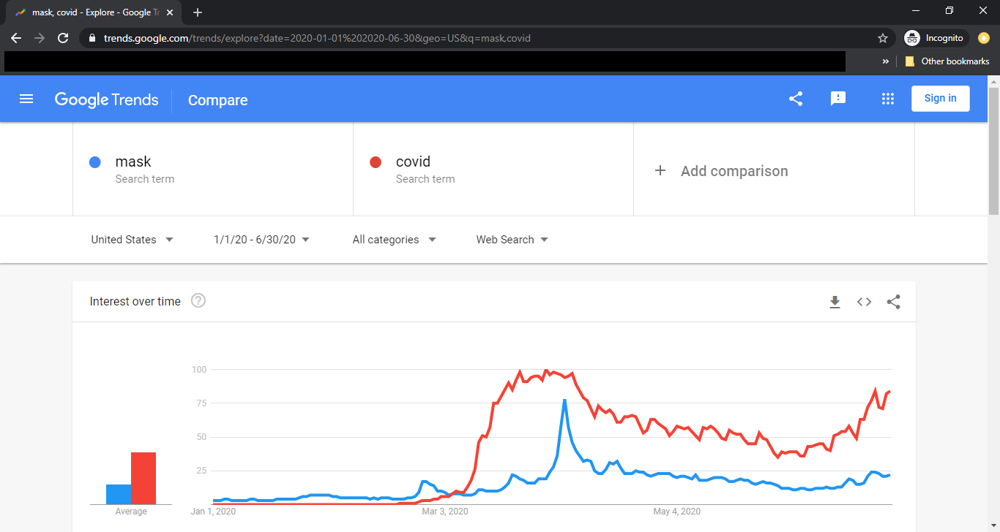 mask, covid - Explore - Google Tr
trends.google.com/trends/explore?date=2020-01-01%202020-06-30&geo=US&q=mask,covid
Incognito
» Other bookmarks
Google Trends Compare
Sign in
mask
Search term
covid
Search term
+ Add comparison
United States 1/1/20 - 6/30/20 All categories Web Search
Interest over time ?
100
75
50
25
Average Jan 1, 2020 Mar 3, 2020 May 4, 2020